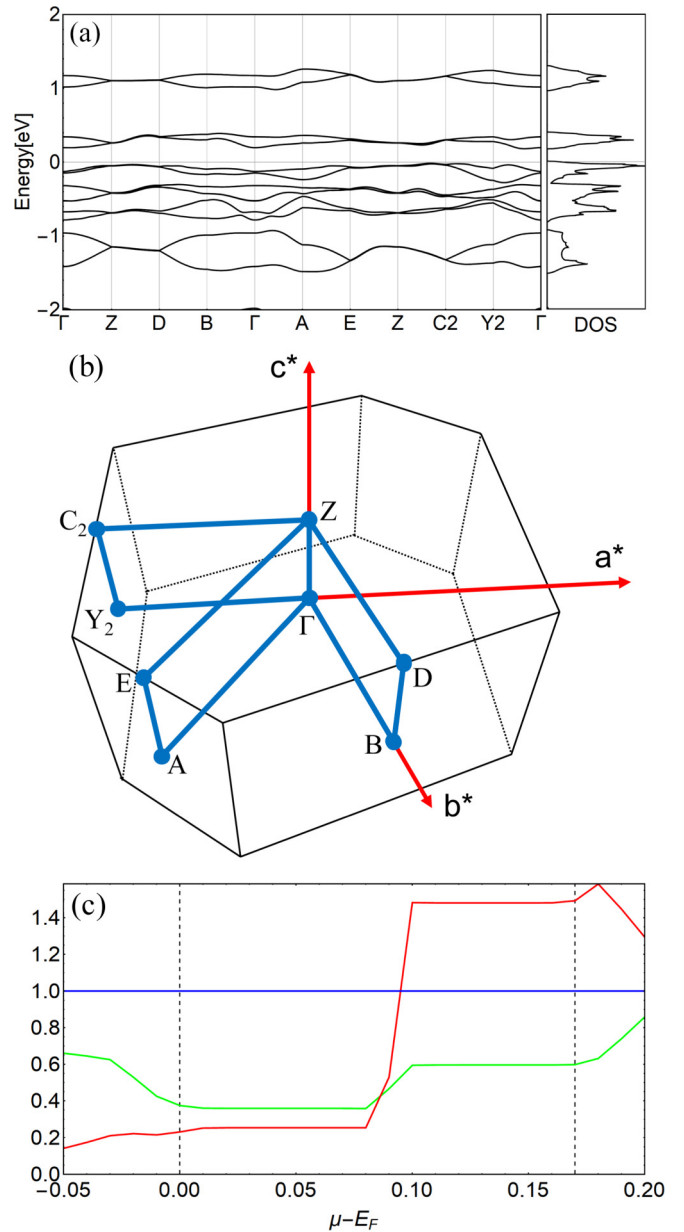 (a)
2
1
0
−1
−2
Energy[eV]
Γ Z D B Γ A E Z C2 Y2 Γ
DOS
(b)
c*
C₂
Z
a*
Y₂
Γ
E
D
A
B
b*
(c)
1.4
1.2
1.0
0.8
0.6
0.4
0.2
0.0
−0.05 0.00 0.05 0.10 0.15 0.20
μ−E_F